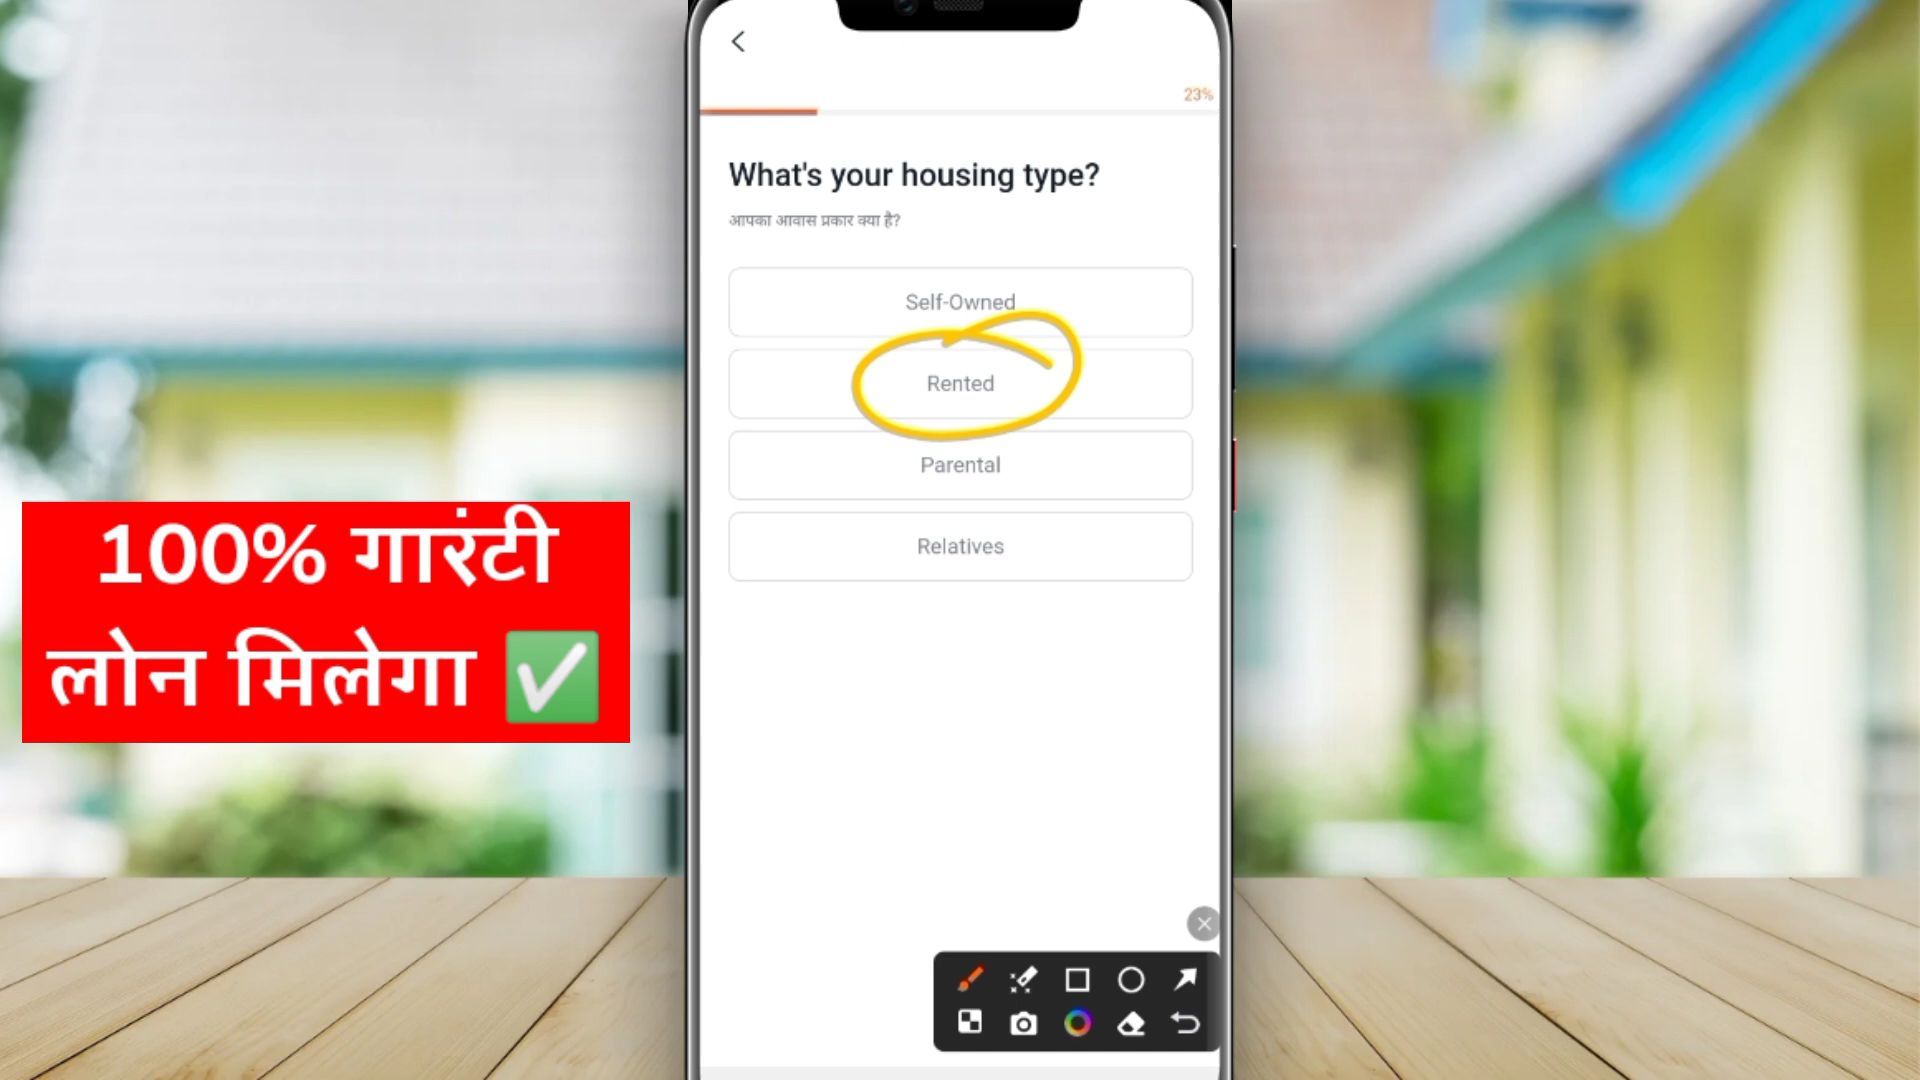 23%
What's your housing type?
आपका आवास प्रकार क्या है?
Self-Owned
Rented
Parental
Relatives
100% गारंटी
लोन मिलेगा ✅